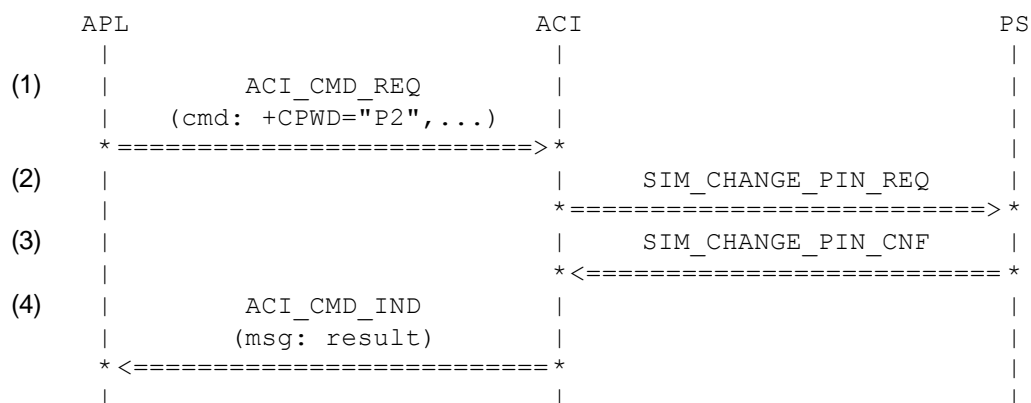 APL ACI PS
(1) ACI_CMD_REQ
(cmd: +CPWD="P2",...)
*==========================>*
(2) SIM_CHANGE_PIN_REQ
*==========================>*
(3) SIM_CHANGE_PIN_CNF
*<==========================*
(4) ACI_CMD_IND
(msg: result)
*<==========================*